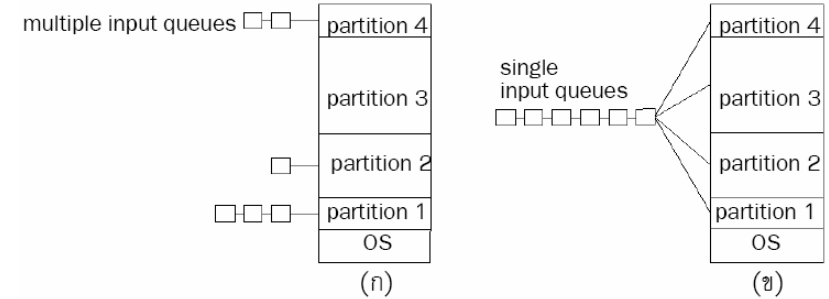 multiple input queues
partition 4
partition 3
partition 2
partition 1
OS
(ก)
single
input queues
partition 4
partition 3
partition 2
partition 1
OS
(ข)